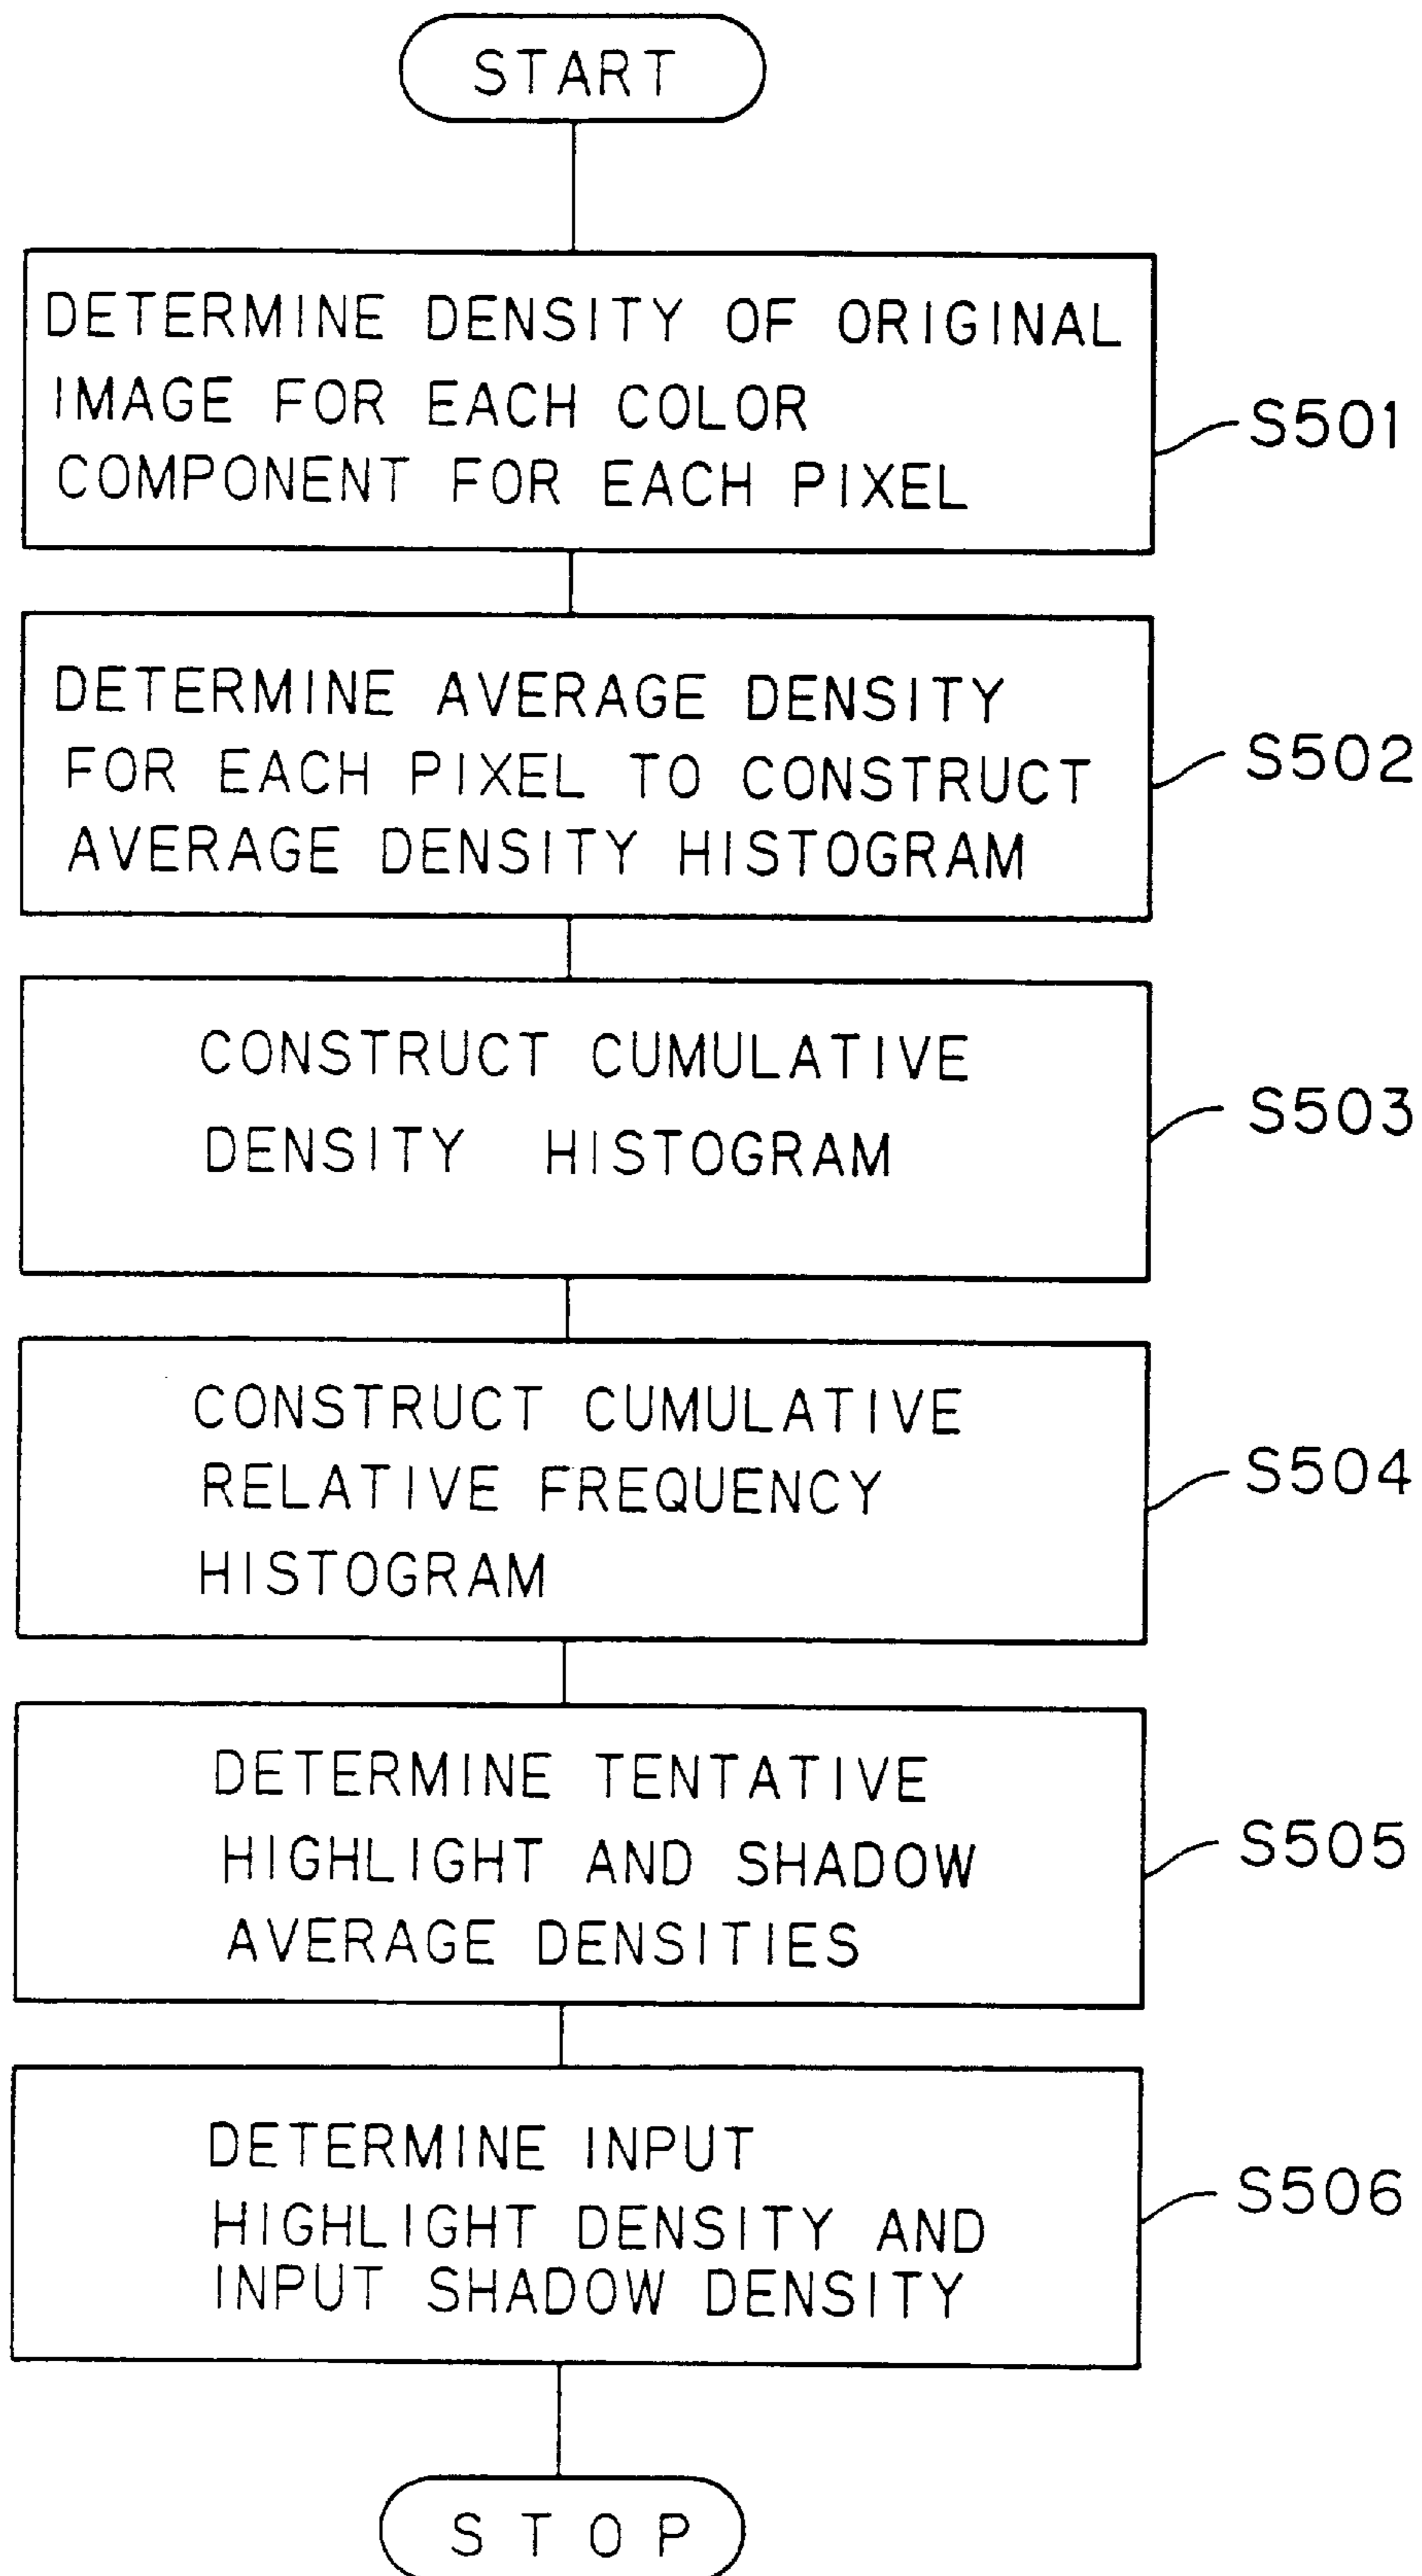 START
DETERMINE DENSITY OF ORIGINAL
IMAGE FOR EACH COLOR
COMPONENT FOR EACH PIXEL
S501
DETERMINE AVERAGE DENSITY
FOR EACH PIXEL TO CONSTRUCT
AVERAGE DENSITY HISTOGRAM
S502
CONSTRUCT CUMULATIVE
DENSITY HISTOGRAM
S503
CONSTRUCT CUMULATIVE
RELATIVE FREQUENCY
HISTOGRAM
S504
DETERMINE TENTATIVE
HIGHLIGHT AND SHADOW
AVERAGE DENSITIES
S505
DETERMINE INPUT
HIGHLIGHT DENSITY AND
INPUT SHADOW DENSITY
S506
STOP